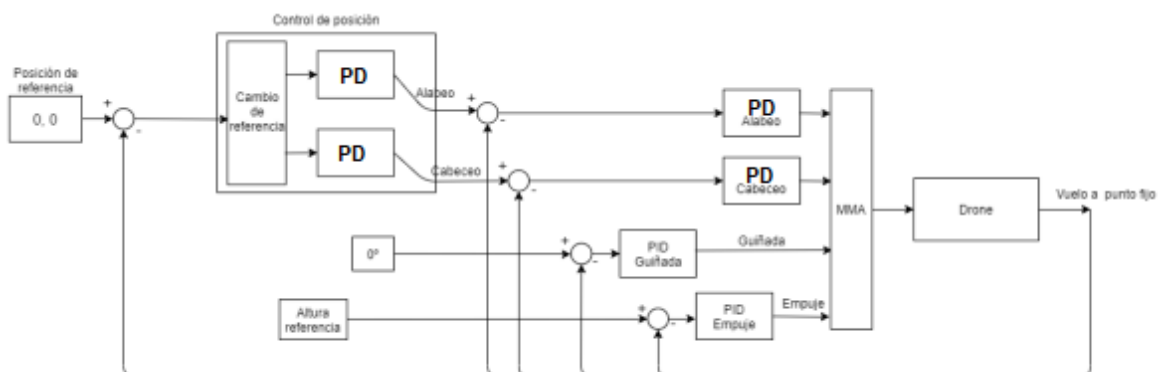 Control de posición
Posición de
referencia
0, 0
+
-
Cambio
de
referencia
PD
PD
Alabeo
Cabeceo
+
-
+
-
PD
Alabeo
PD
Cabeceo
0º
+
-
PID
Guiñada
Guiñada
Altura
referencia
+
-
PID
Empuje
Empuje
MMA
Drone
Vuelo a punto fijo